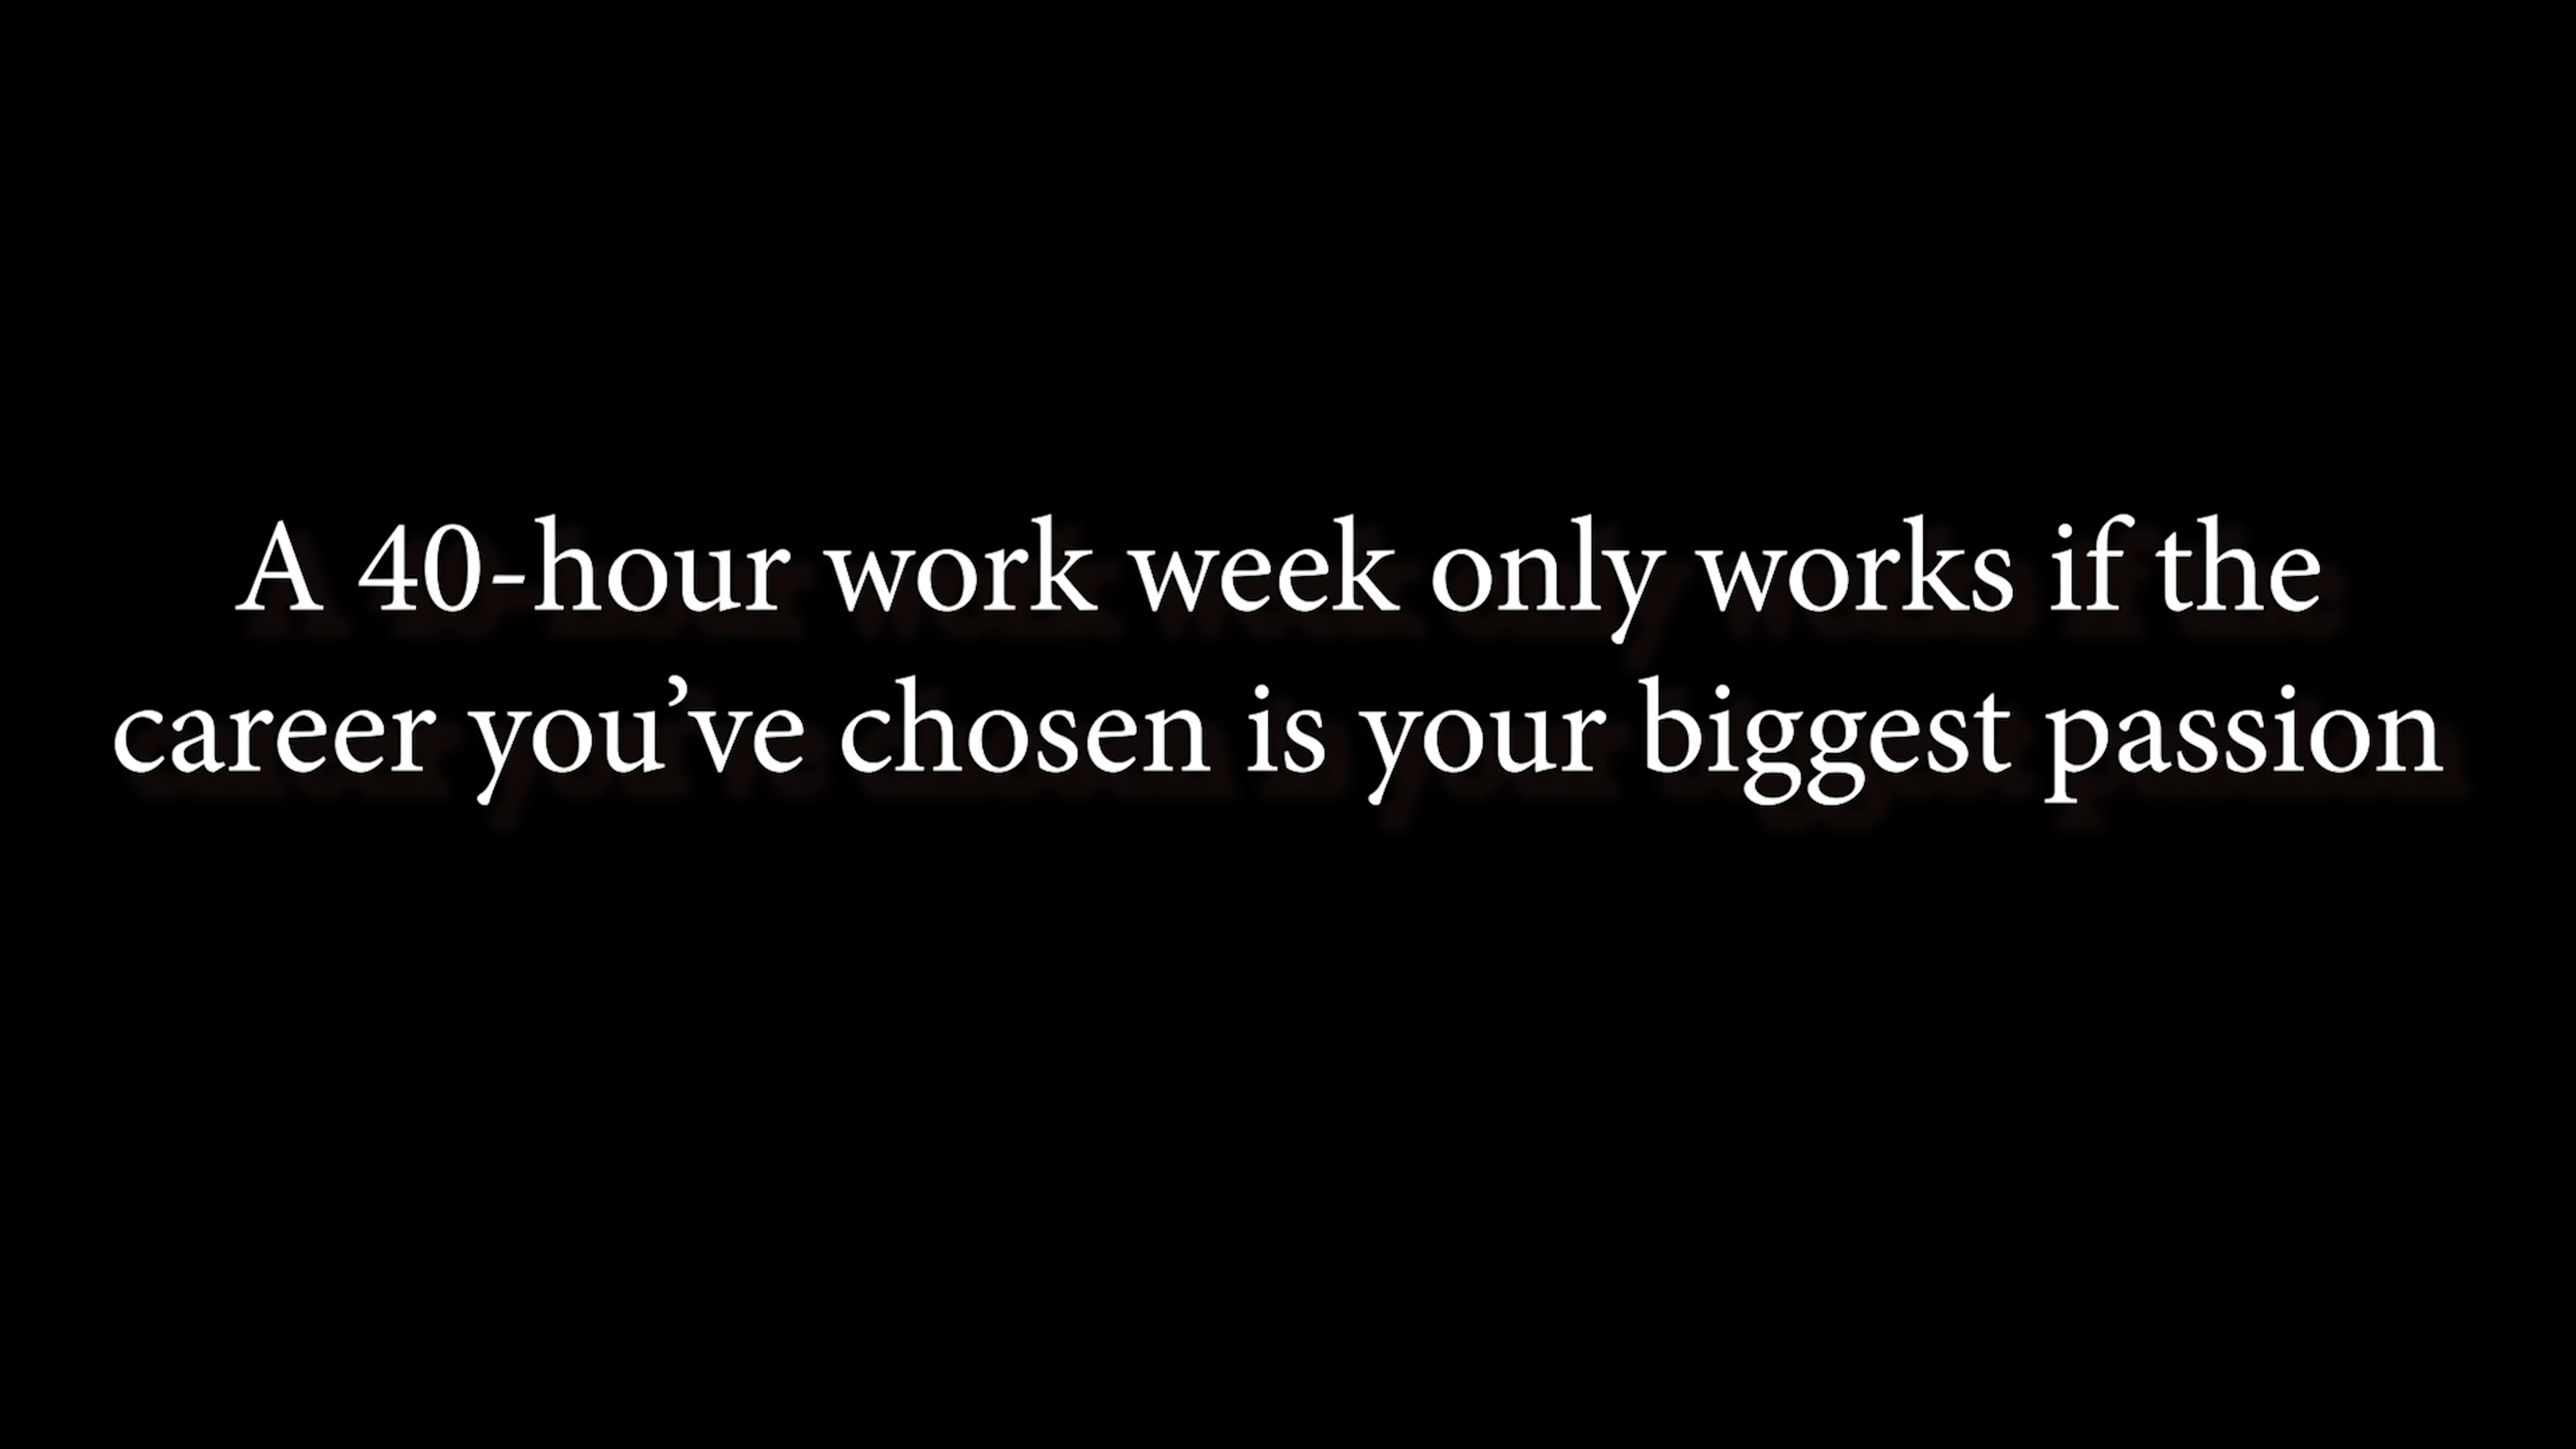 A 40-hour work week only works if the
career you’ve chosen is your biggest passion